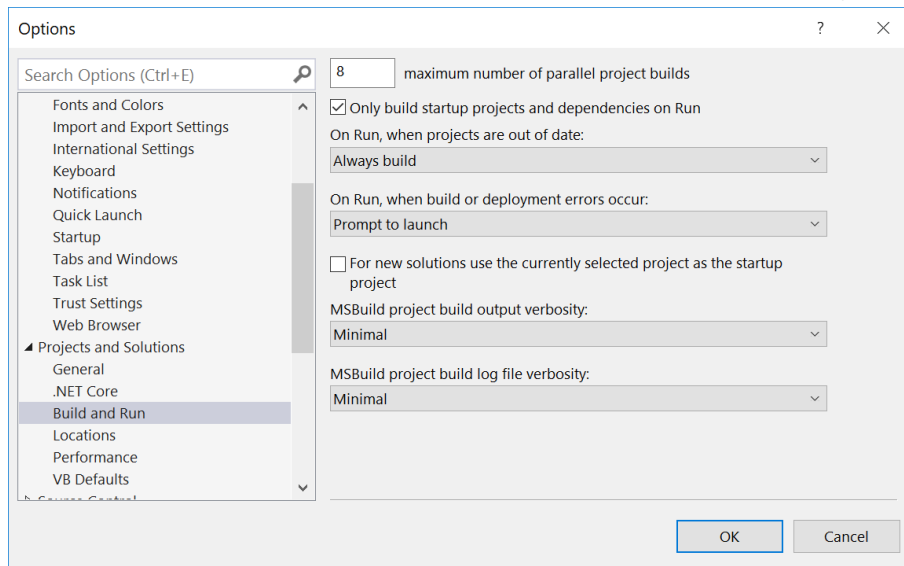 Options
?
Search Options (Ctrl+E)
Fonts and Colors
Import and Export Settings
International Settings
Keyboard
Notifications
Quick Launch
Startup
Tabs and Windows
Task List
Trust Settings
Web Browser
Projects and Solutions
General
.NET Core
Build and Run
Locations
Performance
VB Defaults
Source Control
8 maximum number of parallel project builds
Only build startup projects and dependencies on Run
On Run, when projects are out of date:
Always build
On Run, when build or deployment errors occur:
Prompt to launch
For new solutions use the currently selected project as the startup
project
MSBuild project build output verbosity:
Minimal
MSBuild project build log file verbosity:
Minimal
OK
Cancel